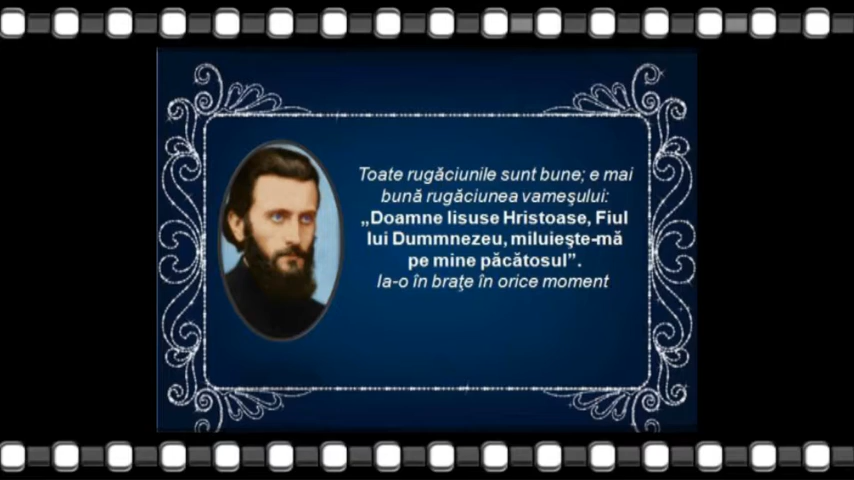 Toate rugăciunile sunt bune; e mai
bună rugăciunea vameşului:
„Doamne Iisuse Hristoase, Fiul
lui Dummnezeu, miluieşte-mă
pe mine păcătosul”.
Ia-o în braţe în orice moment